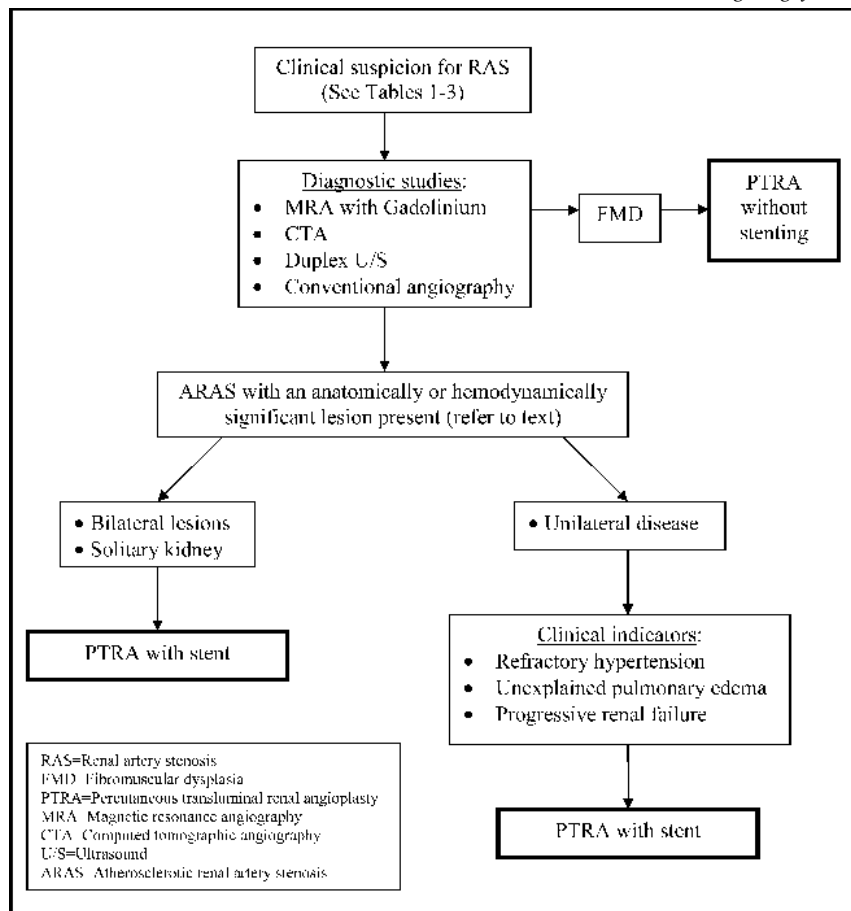 Clinical suspicion for RAS
(See Tables 1-3)
Diagnostic studies:
• MRA with Gadolinium
• CTA
• Duplex U/S
• Conventional angiography
FMD
PTRA
without
stenting
ARAS with an anatomically or hemodynamically
significant lesion present (refer to text)
• Bilateral lesions
• Solitary kidney
• Unilateral disease
PTRA with stent
Clinical indicators:
• Refractory hypertension
• Unexplained pulmonary edema
• Progressive renal failure
PTRA with stent
RAS=Renal artery stenosis
FMD=Fibromuscular dysplasia
PTRA=Percutaneous transluminal renal angioplasty
MRA=Magnetic resonance angiography
CTA=Computed tomographic angiography
U/S=Ultrasound
ARAS=Atherosclerotic renal artery stenosis